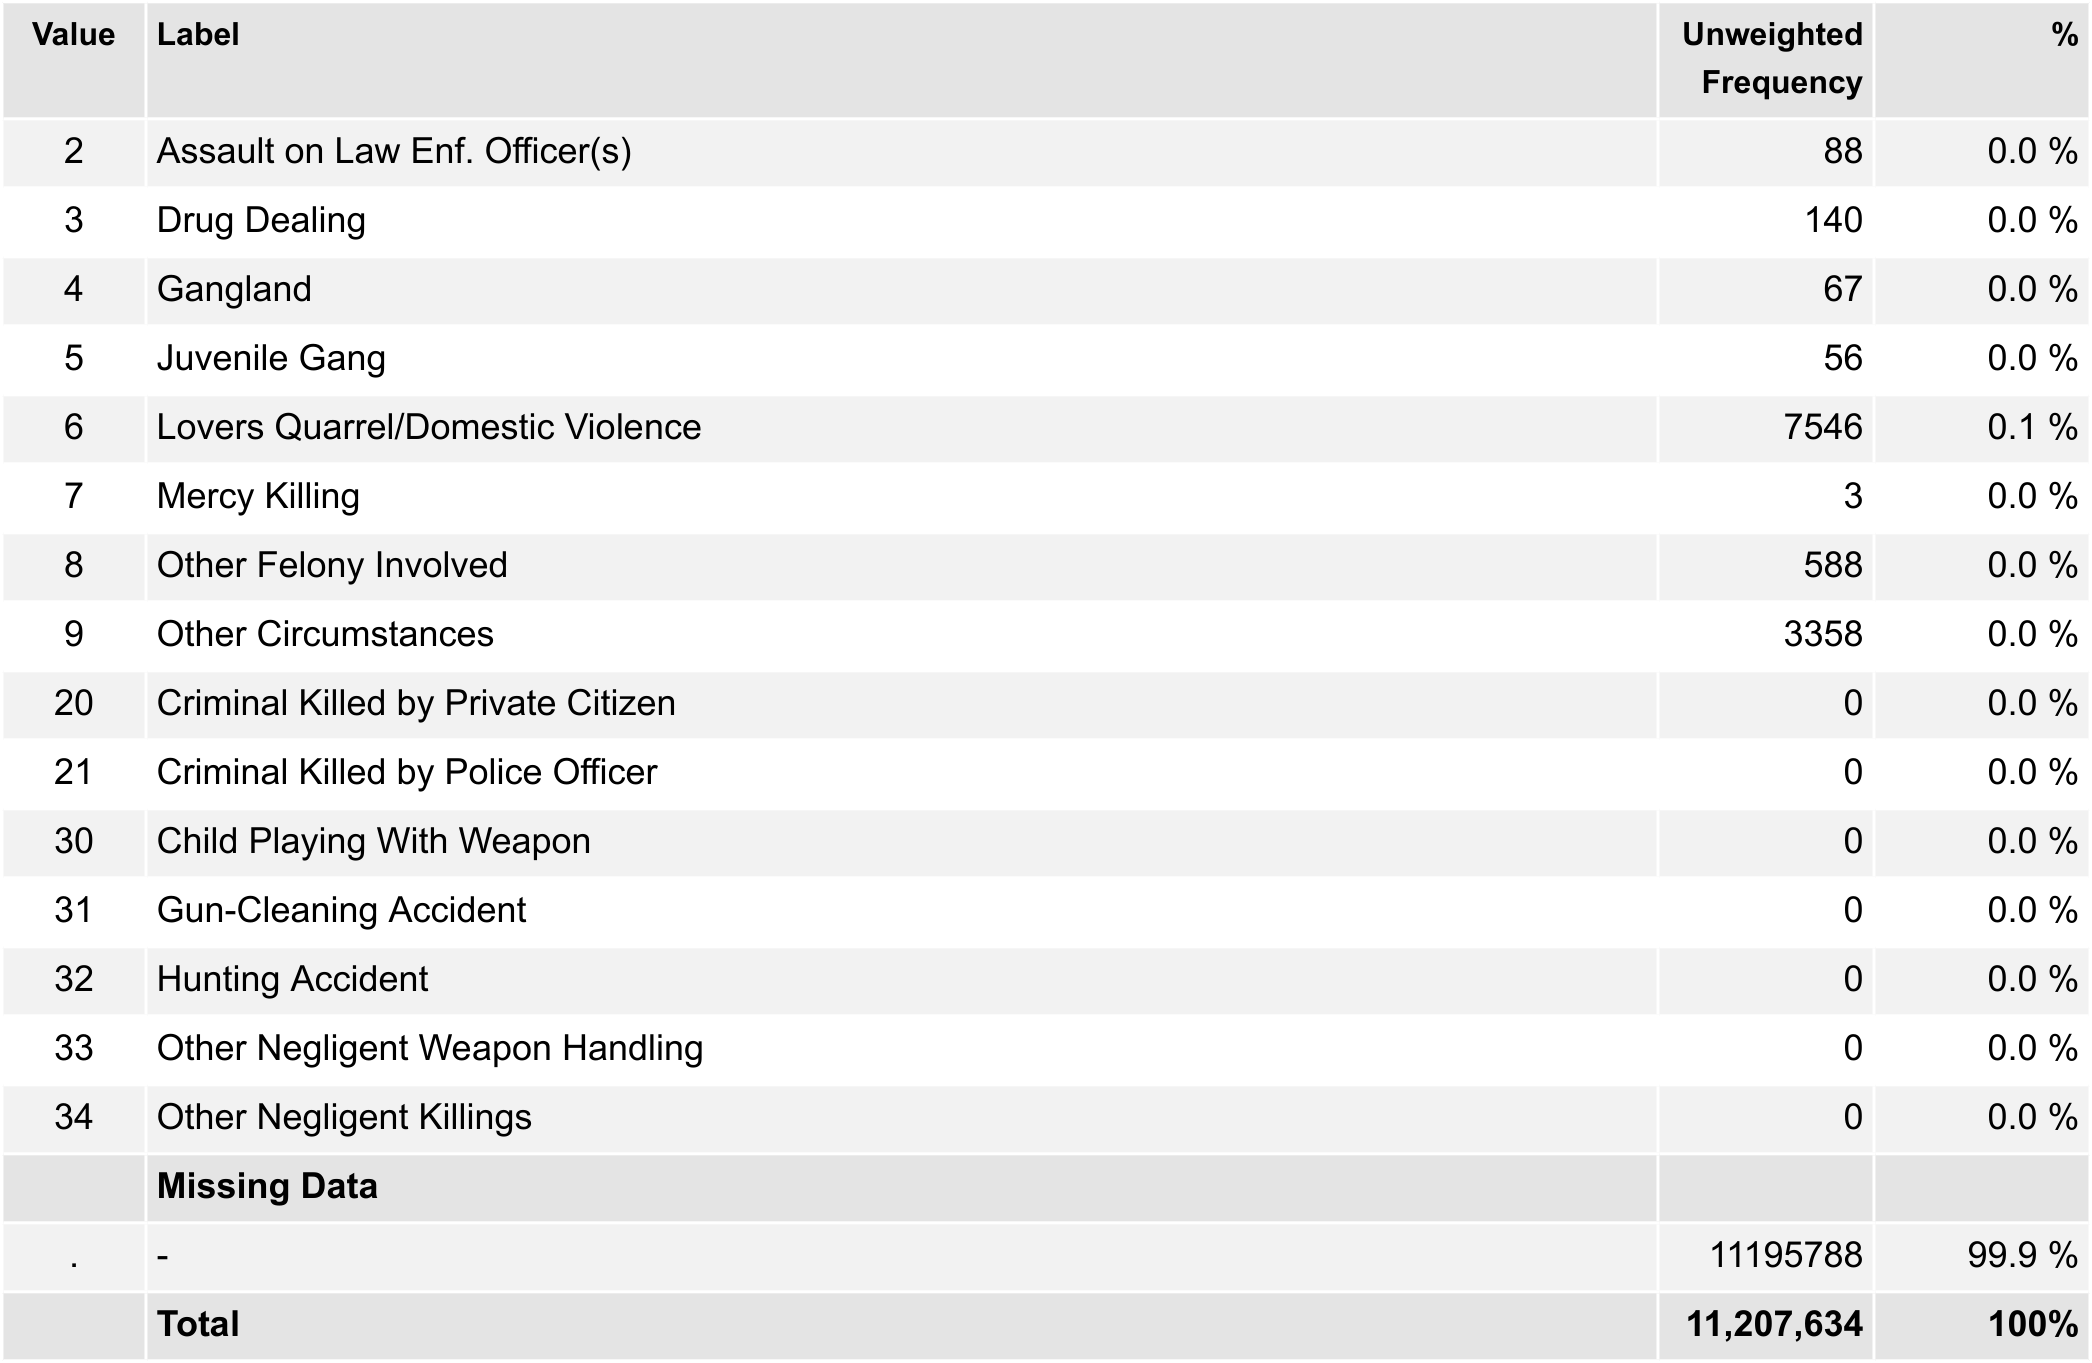 Value Label Unweighted Frequency %
2 Assault on Law Enf. Officer(s) 88 0.0 %
3 Drug Dealing 140 0.0 %
4 Gangland 67 0.0 %
5 Juvenile Gang 56 0.0 %
6 Lovers Quarrel/Domestic Violence 7546 0.1 %
7 Mercy Killing 3 0.0 %
8 Other Felony Involved 588 0.0 %
9 Other Circumstances 3358 0.0 %
20 Criminal Killed by Private Citizen 0 0.0 %
21 Criminal Killed by Police Officer 0 0.0 %
30 Child Playing With Weapon 0 0.0 %
31 Gun-Cleaning Accident 0 0.0 %
32 Hunting Accident 0 0.0 %
33 Other Negligent Weapon Handling 0 0.0 %
34 Other Negligent Killings 0 0.0 %
Missing Data
. - 11195788 99.9 %
Total 11,207,634 100%